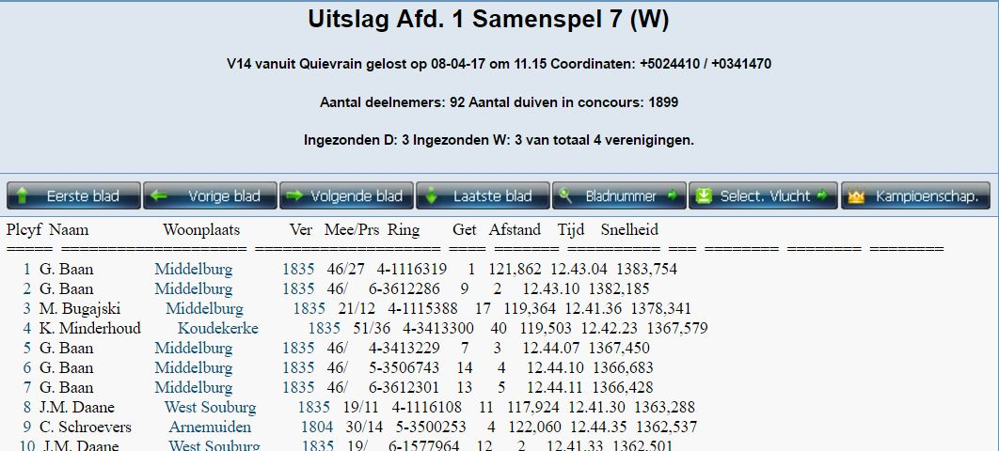 Uitslag Afd. 1 Samenspel 7 (W)
V14 vanuit Quievrain gelost op 08-04-17 om 11.15 Coordinaten: +5024410 / +0341470
Aantal deelnemers: 92 Aantal duiven in concours: 1899
Ingezonden D: 3 Ingezonden W: 3 van totaal 4 verenigingen.
Eerste blad Vorige blad Volgende blad Laatste blad Bladnummer Select. Vlucht Kampioenschap.
Plcyf Naam Woonplaats Ver Mee/Prs Ring Get Afstand Tijd Snelheid
===== ==================== ==================== ==== ======= ========== === ======== ======== ========
1 G. Baan Middelburg 1835 46/27 4-1116319 1 121,862 12.43.04 1383,754
2 G. Baan Middelburg 1835 46/ 6-3612286 9 2 12.43.10 1382,185
3 M. Bugajski Middelburg 1835 21/12 4-1115388 17 119,364 12.41.36 1378,341
4 K. Minderhoud Koudekerke 1835 51/36 4-3413300 40 119,503 12.42.23 1367,579
5 G. Baan Middelburg 1835 46/ 4-3413229 7 3 12.44.07 1367,450
6 G. Baan Middelburg 1835 46/ 5-3506743 14 4 12.44.10 1366,683
7 G. Baan Middelburg 1835 46/ 6-3612301 13 5 12.44.11 1366,428
8 J.M. Daane West Souburg 1835 19/11 4-1116108 11 117,924 12.41.30 1363,288
9 C. Schroevers Arnemuiden 1804 30/14 5-3500253 4 122,060 12.44.35 1362,537
10 J.M. Daane West Souburg 1835 19/ 6-1577964 12 2 12.41.33 1362,501